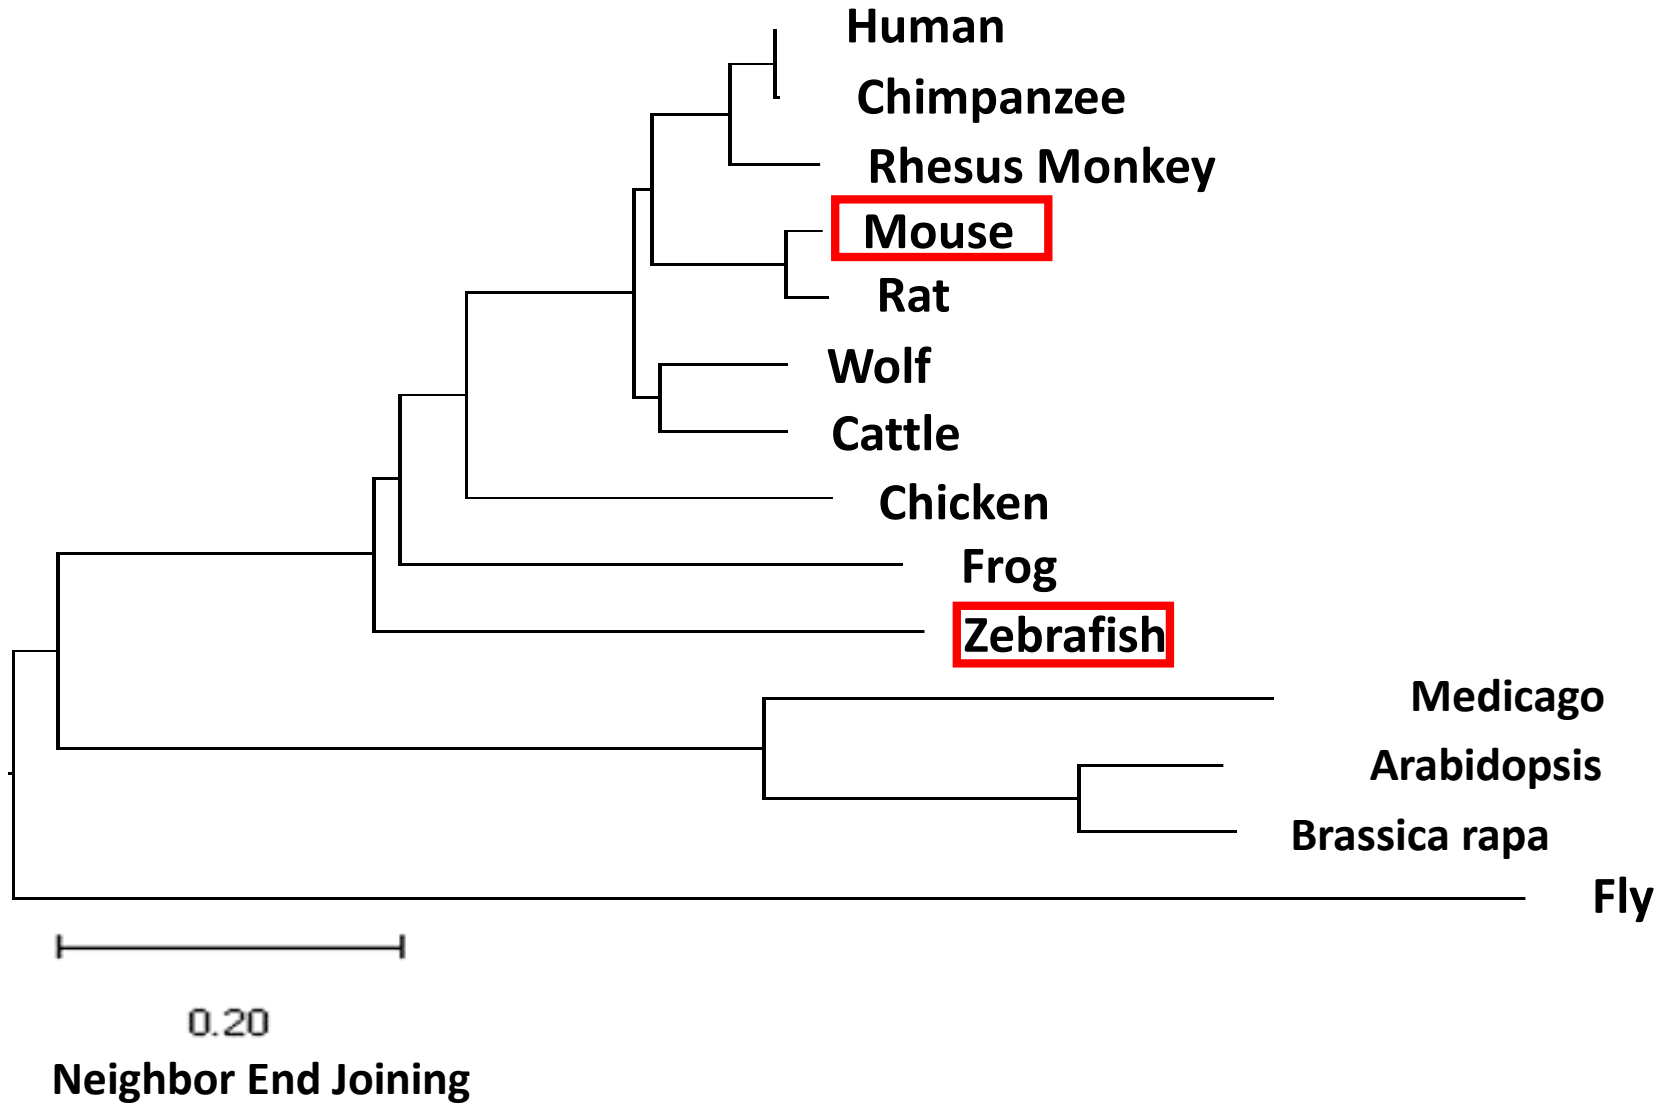 Human
Chimpanzee
Rhesus Monkey
Mouse
Rat
Wolf
Cattle
Chicken
Frog
Zebrafish
Medicago
Arabidopsis
Brassica rapa
Fly
0.20
Neighbor End Joining